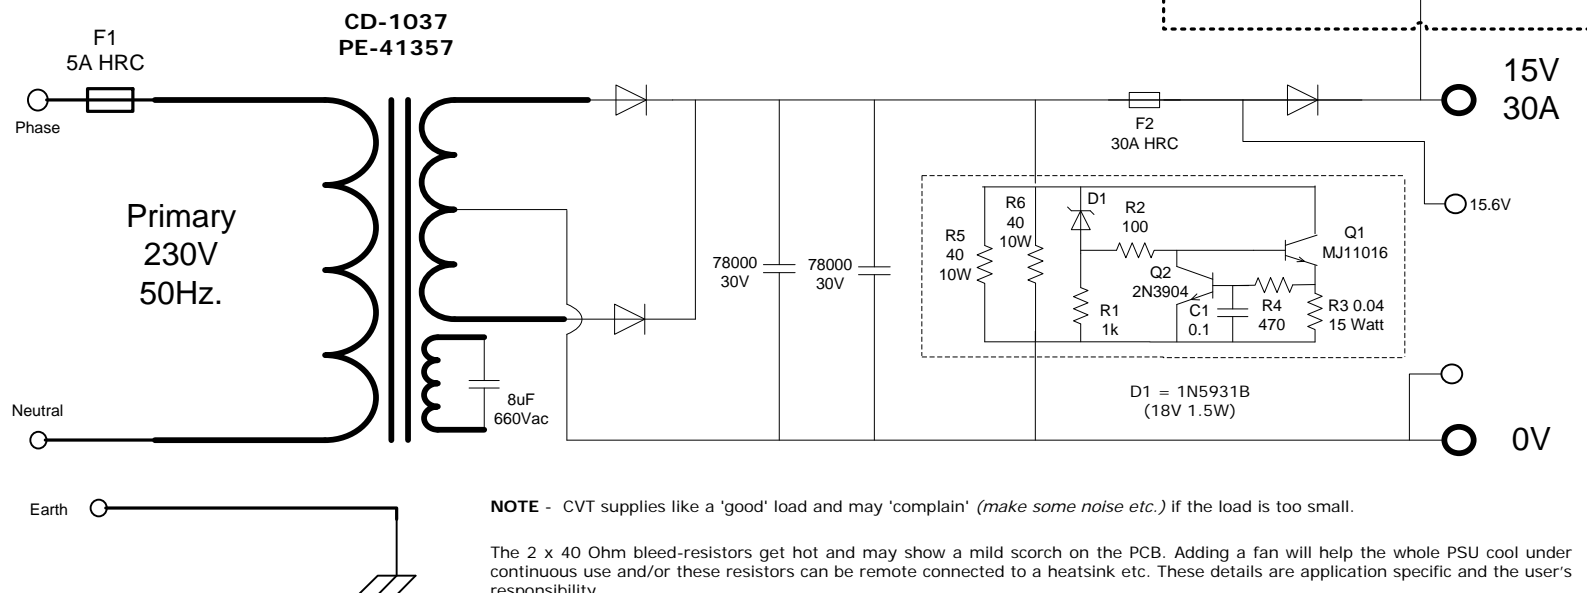 CD-1037
PE-41357
F1
5A HRC
Phase
Primary
230V
50Hz.
Neutral
Earth
8uF
660Vac
78000
30V
78000
30V
F2
30A HRC
15V
30A
15.6V
R5
40
10W
R6
40
10W
D1
R2
100
R1
1k
Q2
2N3904
C1
0.1
R4
470
Q1
MJ11016
R3 0.04
15 Watt
D1 = 1N5931B
(18V 1.5W)
0V
NOTE - CVT supplies like a 'good' load and may 'complain' (make some noise etc.) if the load is too small.
The 2 x 40 Ohm bleed-resistors get hot and may show a mild scorch on the PCB. Adding a fan will help the whole PSU cool under
continuous use and/or these resistors can be remote connected to a heatsink etc. These details are application specific and the user's
responsibility